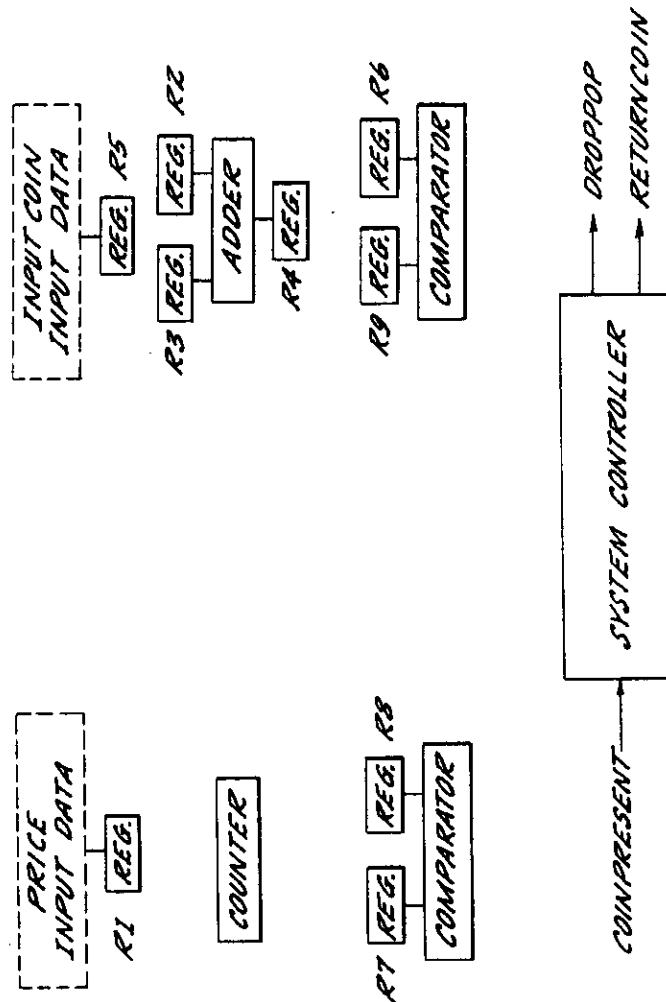 PRICE
INPUT DATA
INPUT COIN
INPUT DATA
R1 REG.
REG. R5
COUNTER
R3 REG.
REG. R2
ADDER
R4 REG.
R7 REG.
REG. R8
COMPARATOR
R9 REG.
REG. R6
COMPARATOR
COINPRESENT
SYSTEM CONTROLLER
DROPPOP
RETURNCOIN